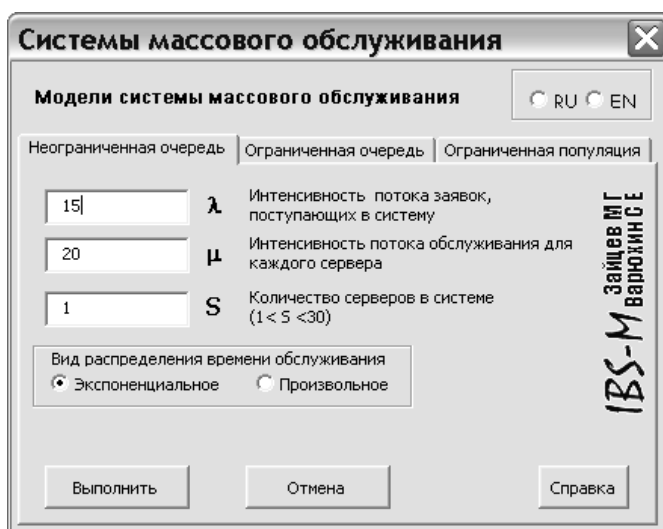 Системы массового обслуживания
Модели системы массового обслуживания
RU EN
Неограниченная очередь Ограниченная очередь Ограниченная популяция
15 λ Интенсивность потока заявок,
поступающих в систему
20 μ Интенсивность потока обслуживания для
каждого сервера
1 S Количество серверов в системе
(1< S <30)
Вид распределения времени обслуживания
Экспоненциальное Произвольное
IBS-M Зайцев МГ
Варюхин С Е
Выполнить Отмена Справка